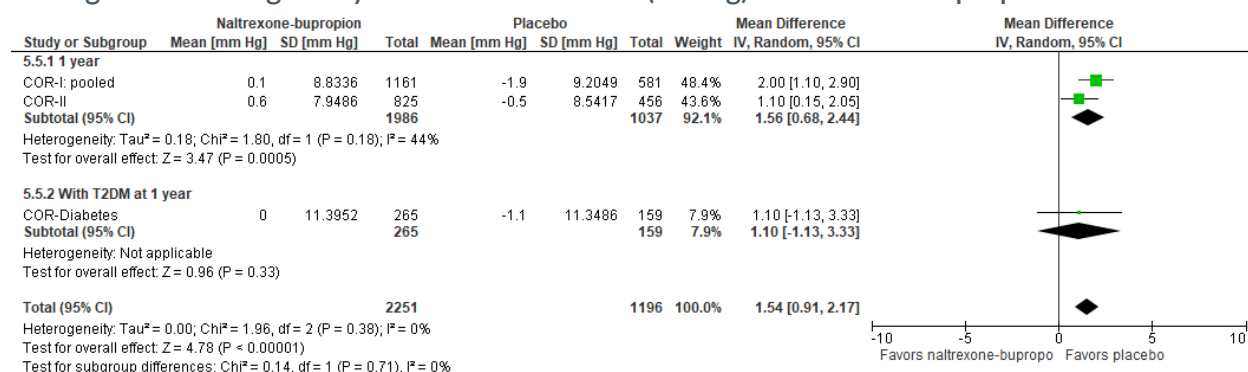 Naltrexone-bupropion Placebo Mean Difference Mean Difference
Study or Subgroup Mean [mm Hg] SD [mm Hg] Total Mean [mm Hg] SD [mm Hg] Total Weight IV, Random, 95% CI IV, Random, 95% CI
5.5.1 1 year
COR-I: pooled 0.1 8.8336 1161 -1.9 9.2049 581 48.4% 2.00 [1.10, 2.90]
COR-II 0.6 7.9486 825 -0.5 8.5417 456 43.6% 1.10 [0.15, 2.05]
Subtotal (95% CI) 1986 1037 92.1% 1.56 [0.68, 2.44]
Heterogeneity: Tau² = 0.18; Chi² = 1.80, df = 1 (P = 0.18); I² = 44%
Test for overall effect: Z = 3.47 (P = 0.0005)
5.5.2 With T2DM at 1 year
COR-Diabetes 0 11.3952 265 -1.1 11.3486 159 7.9% 1.10 [-1.13, 3.33]
Subtotal (95% CI) 265 159 7.9% 1.10 [-1.13, 3.33]
Heterogeneity: Not applicable
Test for overall effect: Z = 0.96 (P = 0.33)
Total (95% CI) 2251 1196 100.0% 1.54 [0.91, 2.17]
Heterogeneity: Tau² = 0.00; Chi² = 1.96, df = 2 (P = 0.38); I² = 0%
Test for overall effect: Z = 4.78 (P < 0.00001)
Test for subgroup differences: Chi² = 0.14, df = 1 (P = 0.71), I² = 0%
-10 -5 0 5 10
Favors naltrexone-bupropo Favors placebo